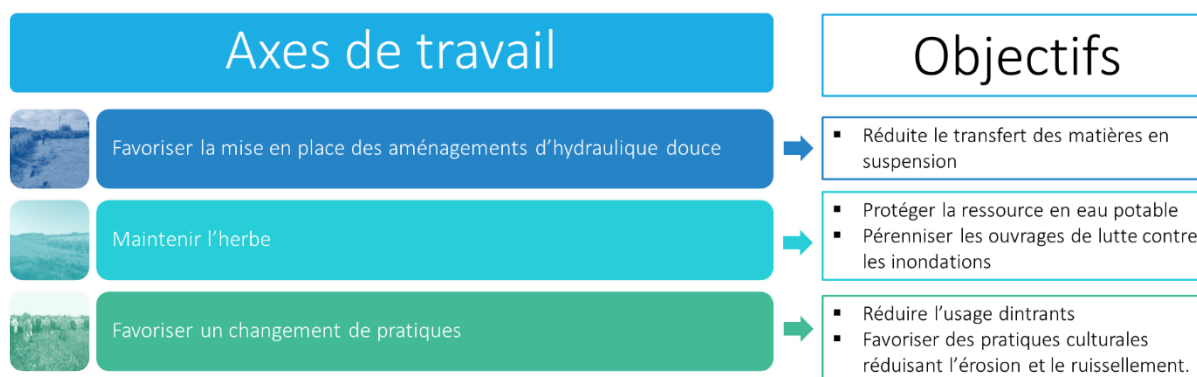 Axes de travail
Objectifs
Favoriser la mise en place des aménagements d'hydraulique douce
▪ Réduite le transfert des matières en
suspension
Maintenir l'herbe
▪ Protéger la ressource en eau potable
▪ Pérenniser les ouvrages de lutte contre
les inondations
Favoriser un changement de pratiques
▪ Réduire l'usage dintrants
▪ Favoriser des pratiques culturales
réduisant l'érosion et le ruissellement.